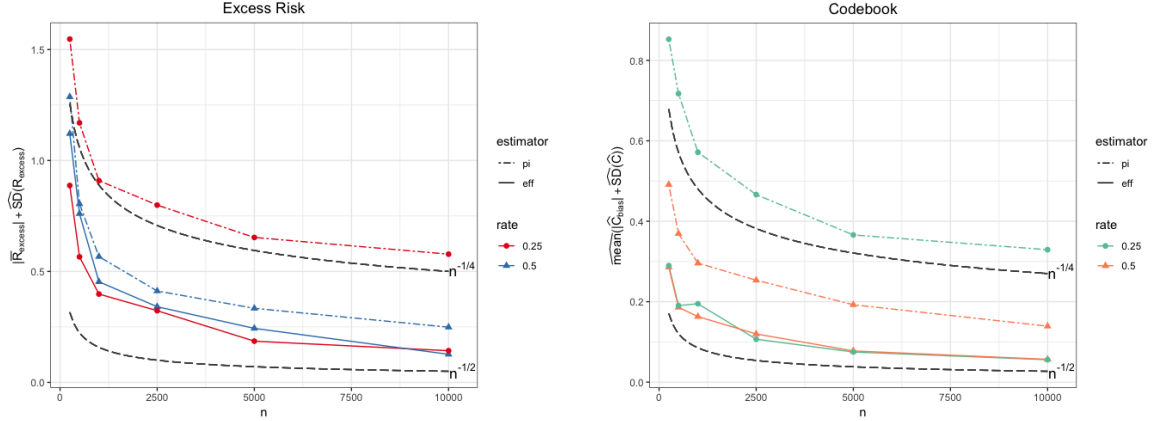 Excess Risk
|R̅excess| + SD̂(Rexcess)
1.5
1.0
0.5
0.0
0
2500
5000
7500
10000
n
n^-1/4
n^-1/2
estimator
pi
eff
rate
0.25
0.5
Codebook
mean̂(|Ĉbias| + SD̂(Ĉ))
0.8
0.6
0.4
0.2
0.0
0
2500
5000
7500
10000
n
n^-1/4
n^-1/2
estimator
pi
eff
rate
0.25
0.5